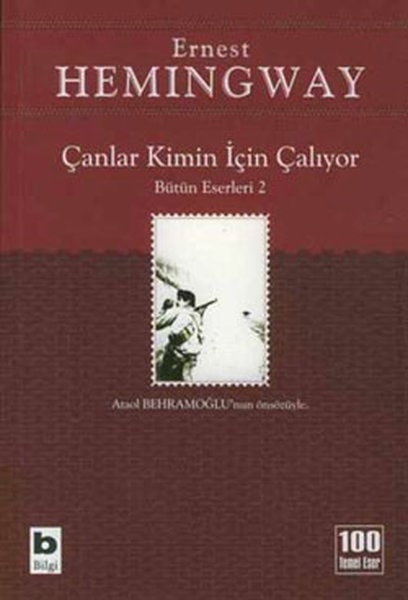 Ernest
HEMINGWAY
Çanlar Kimin İçin Çalıyor
Bütün Eserleri 2
Ataol BEHRAMOĞLU'nun önsözüyle.
b
Bilgi
100
Temel Eser